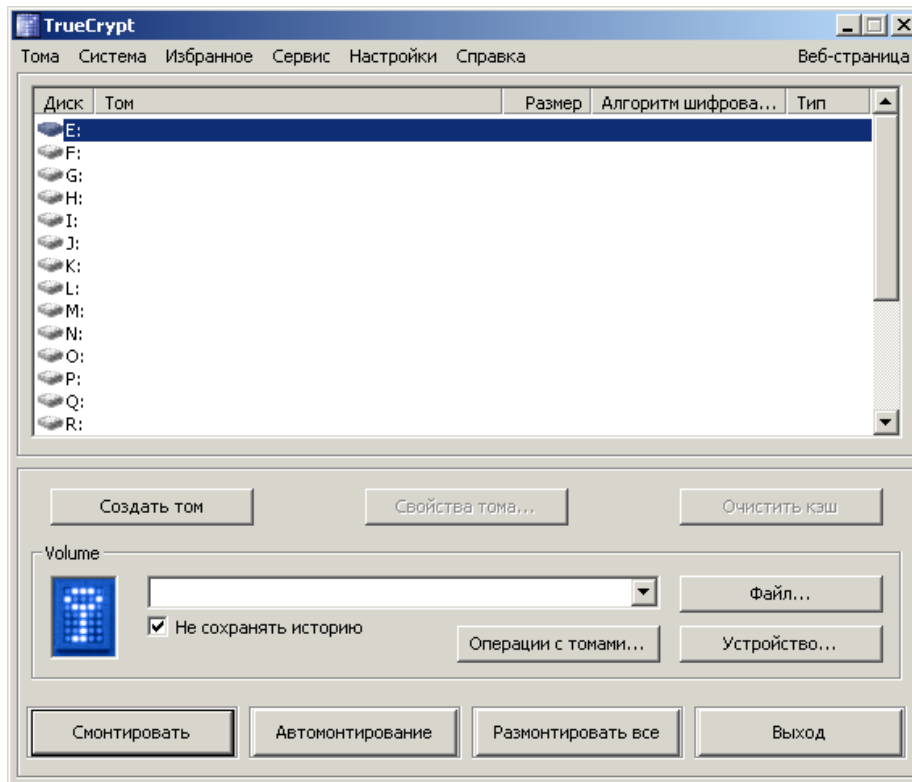 TrueCrypt
Тома Система Избранное Сервис Настройки Справка Веб-страница
Диск Том Размер Алгоритм шифрова... Тип
E:
F:
G:
H:
I:
J:
K:
L:
M:
N:
O:
P:
Q:
R:
Создать том Свойства тома... Очистить кэш
Volume
Файл...
Не сохранять историю
Операции с томами... Устройство...
Смонтировать Автомонтирование Размонтировать все Выход